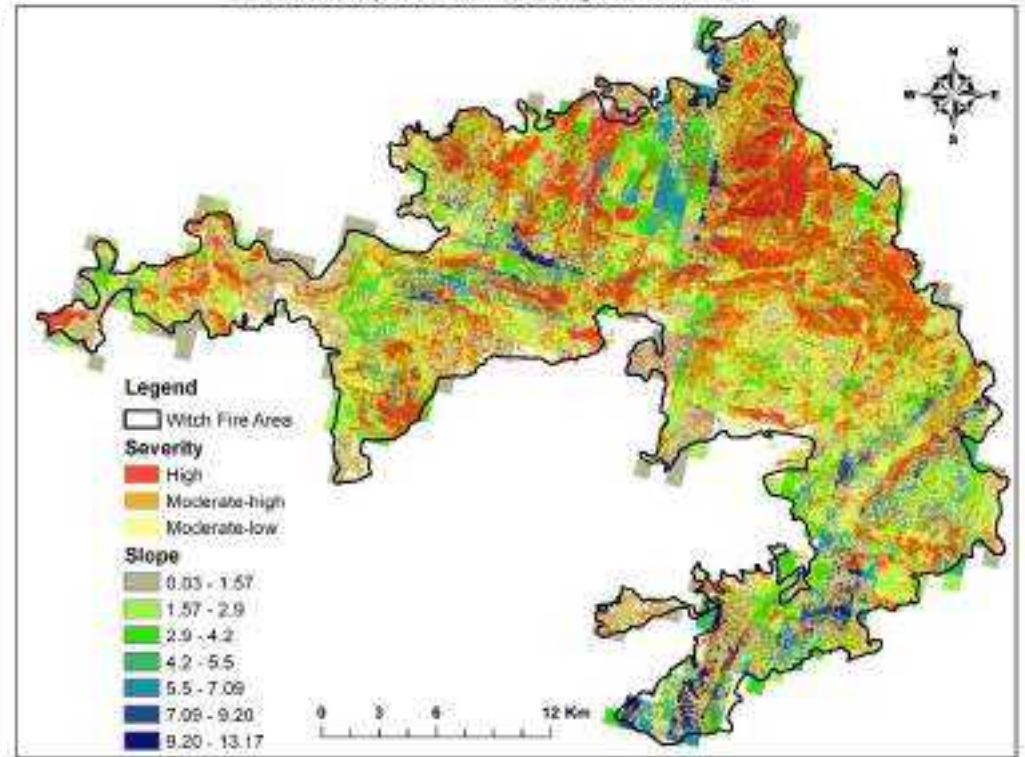 N
W E
S
Legend
Witch Fire Area
Severity
High
Moderate-high
Moderate-low
Slope
0.03 - 1.57
1.57 - 2.9
2.9 - 4.2
4.2 - 5.5
5.5 - 7.09
7.09 - 9.20
9.20 - 13.17
0 3 6 12 Km